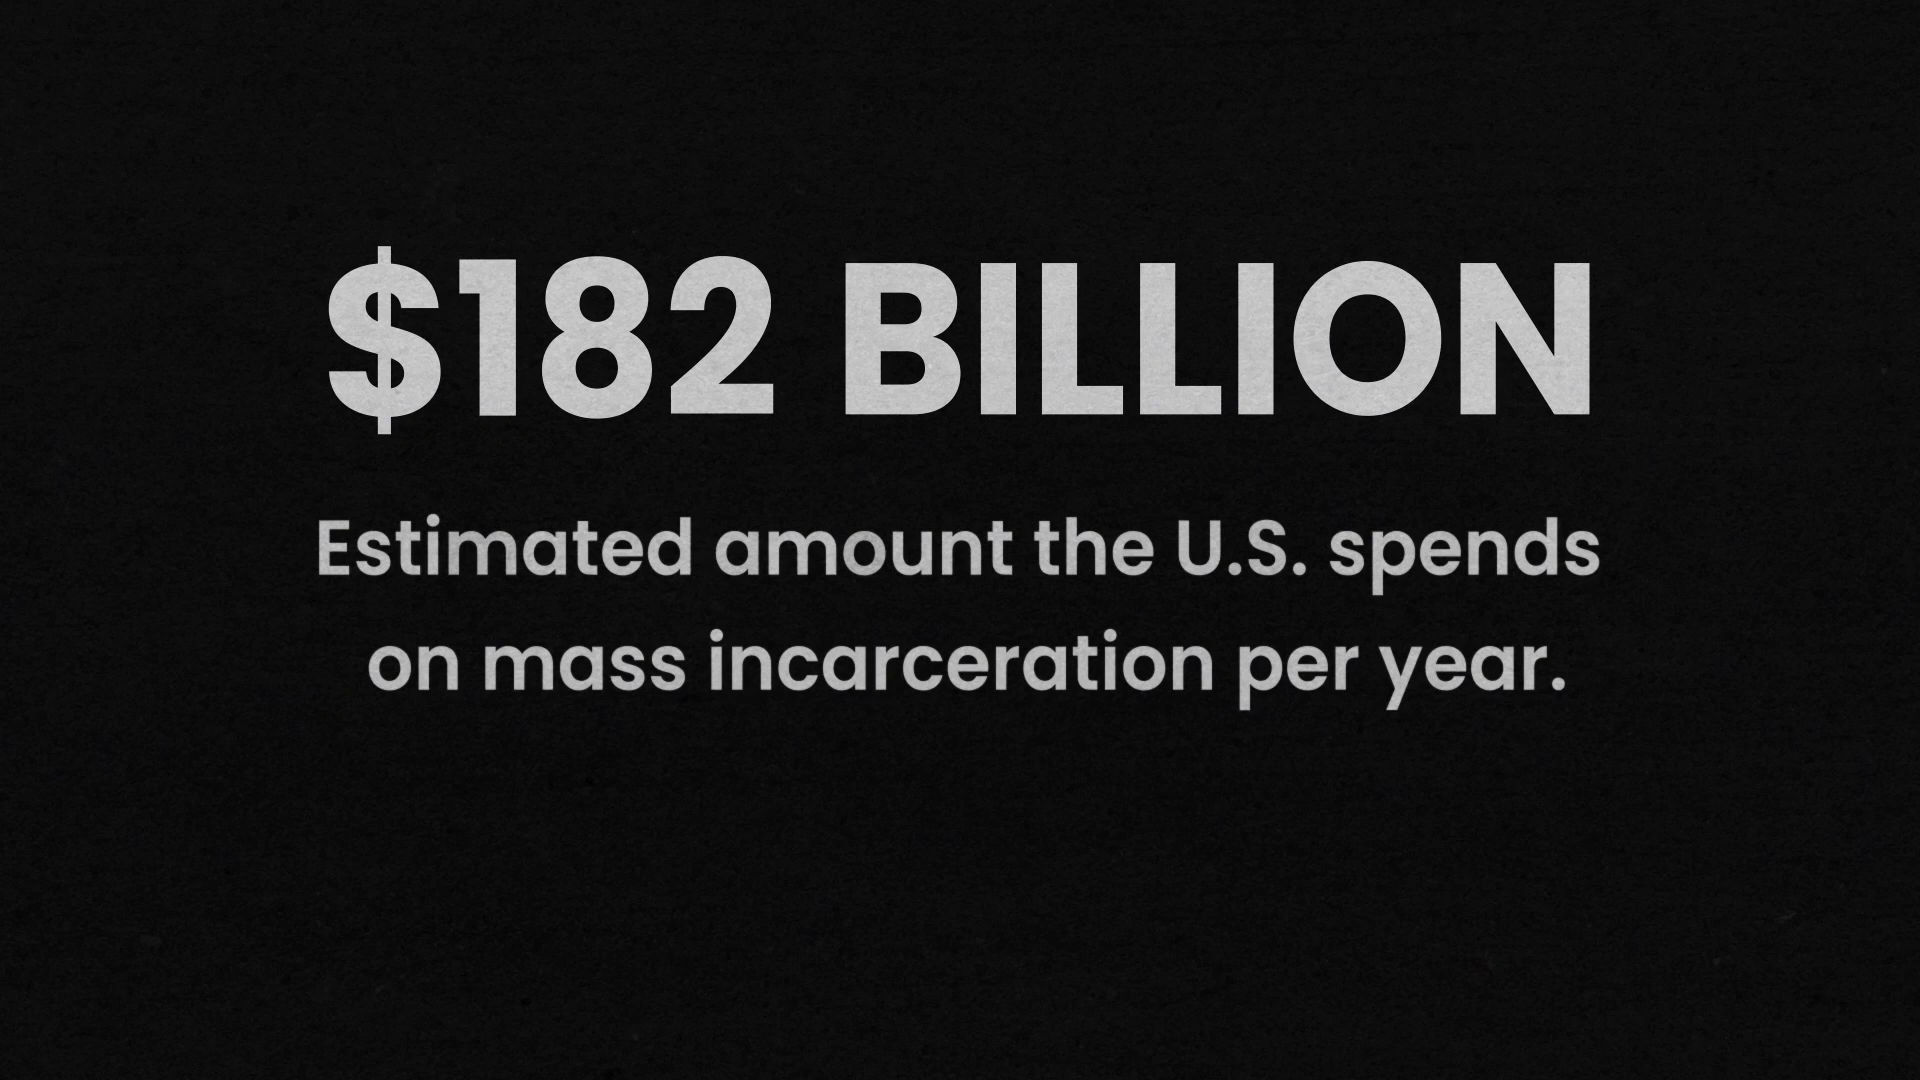 $182 BILLION
Estimated amount the U.S. spends
on mass incarceration per year.